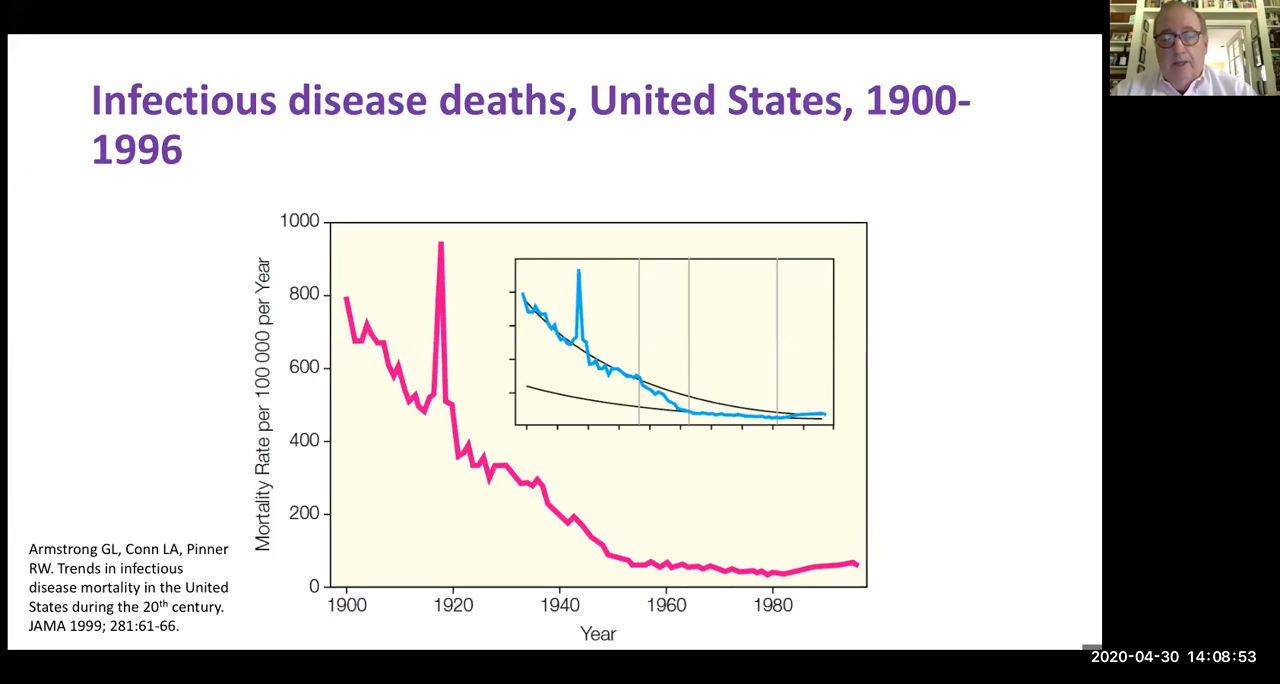 Infectious disease deaths, United States, 1900-
1996
1000
800
600
400
200
0
Mortality Rate per 100 000 per Year
1900 1920 1940 1960 1980
Year
Armstrong GL, Conn LA, Pinner
RW. Trends in infectious
disease mortality in the United
States during the 20th century.
JAMA 1999; 281:61-66.
2020-04-30 14:08:53